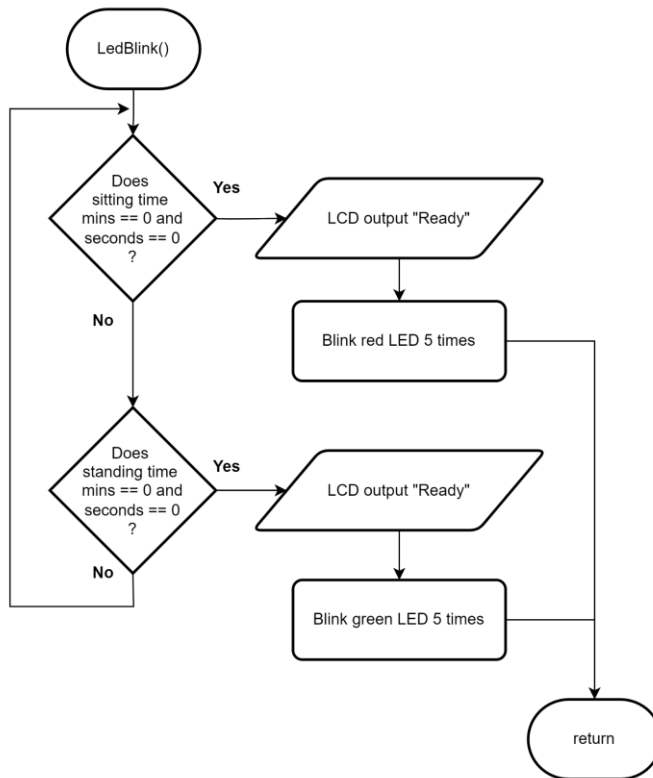 LedBlink()
Does
sitting time
mins == 0 and
seconds == 0
?
Yes
LCD output "Ready"
Blink red LED 5 times
No
Does
standing time
mins == 0 and
seconds == 0
?
Yes
LCD output "Ready"
Blink green LED 5 times
No
return